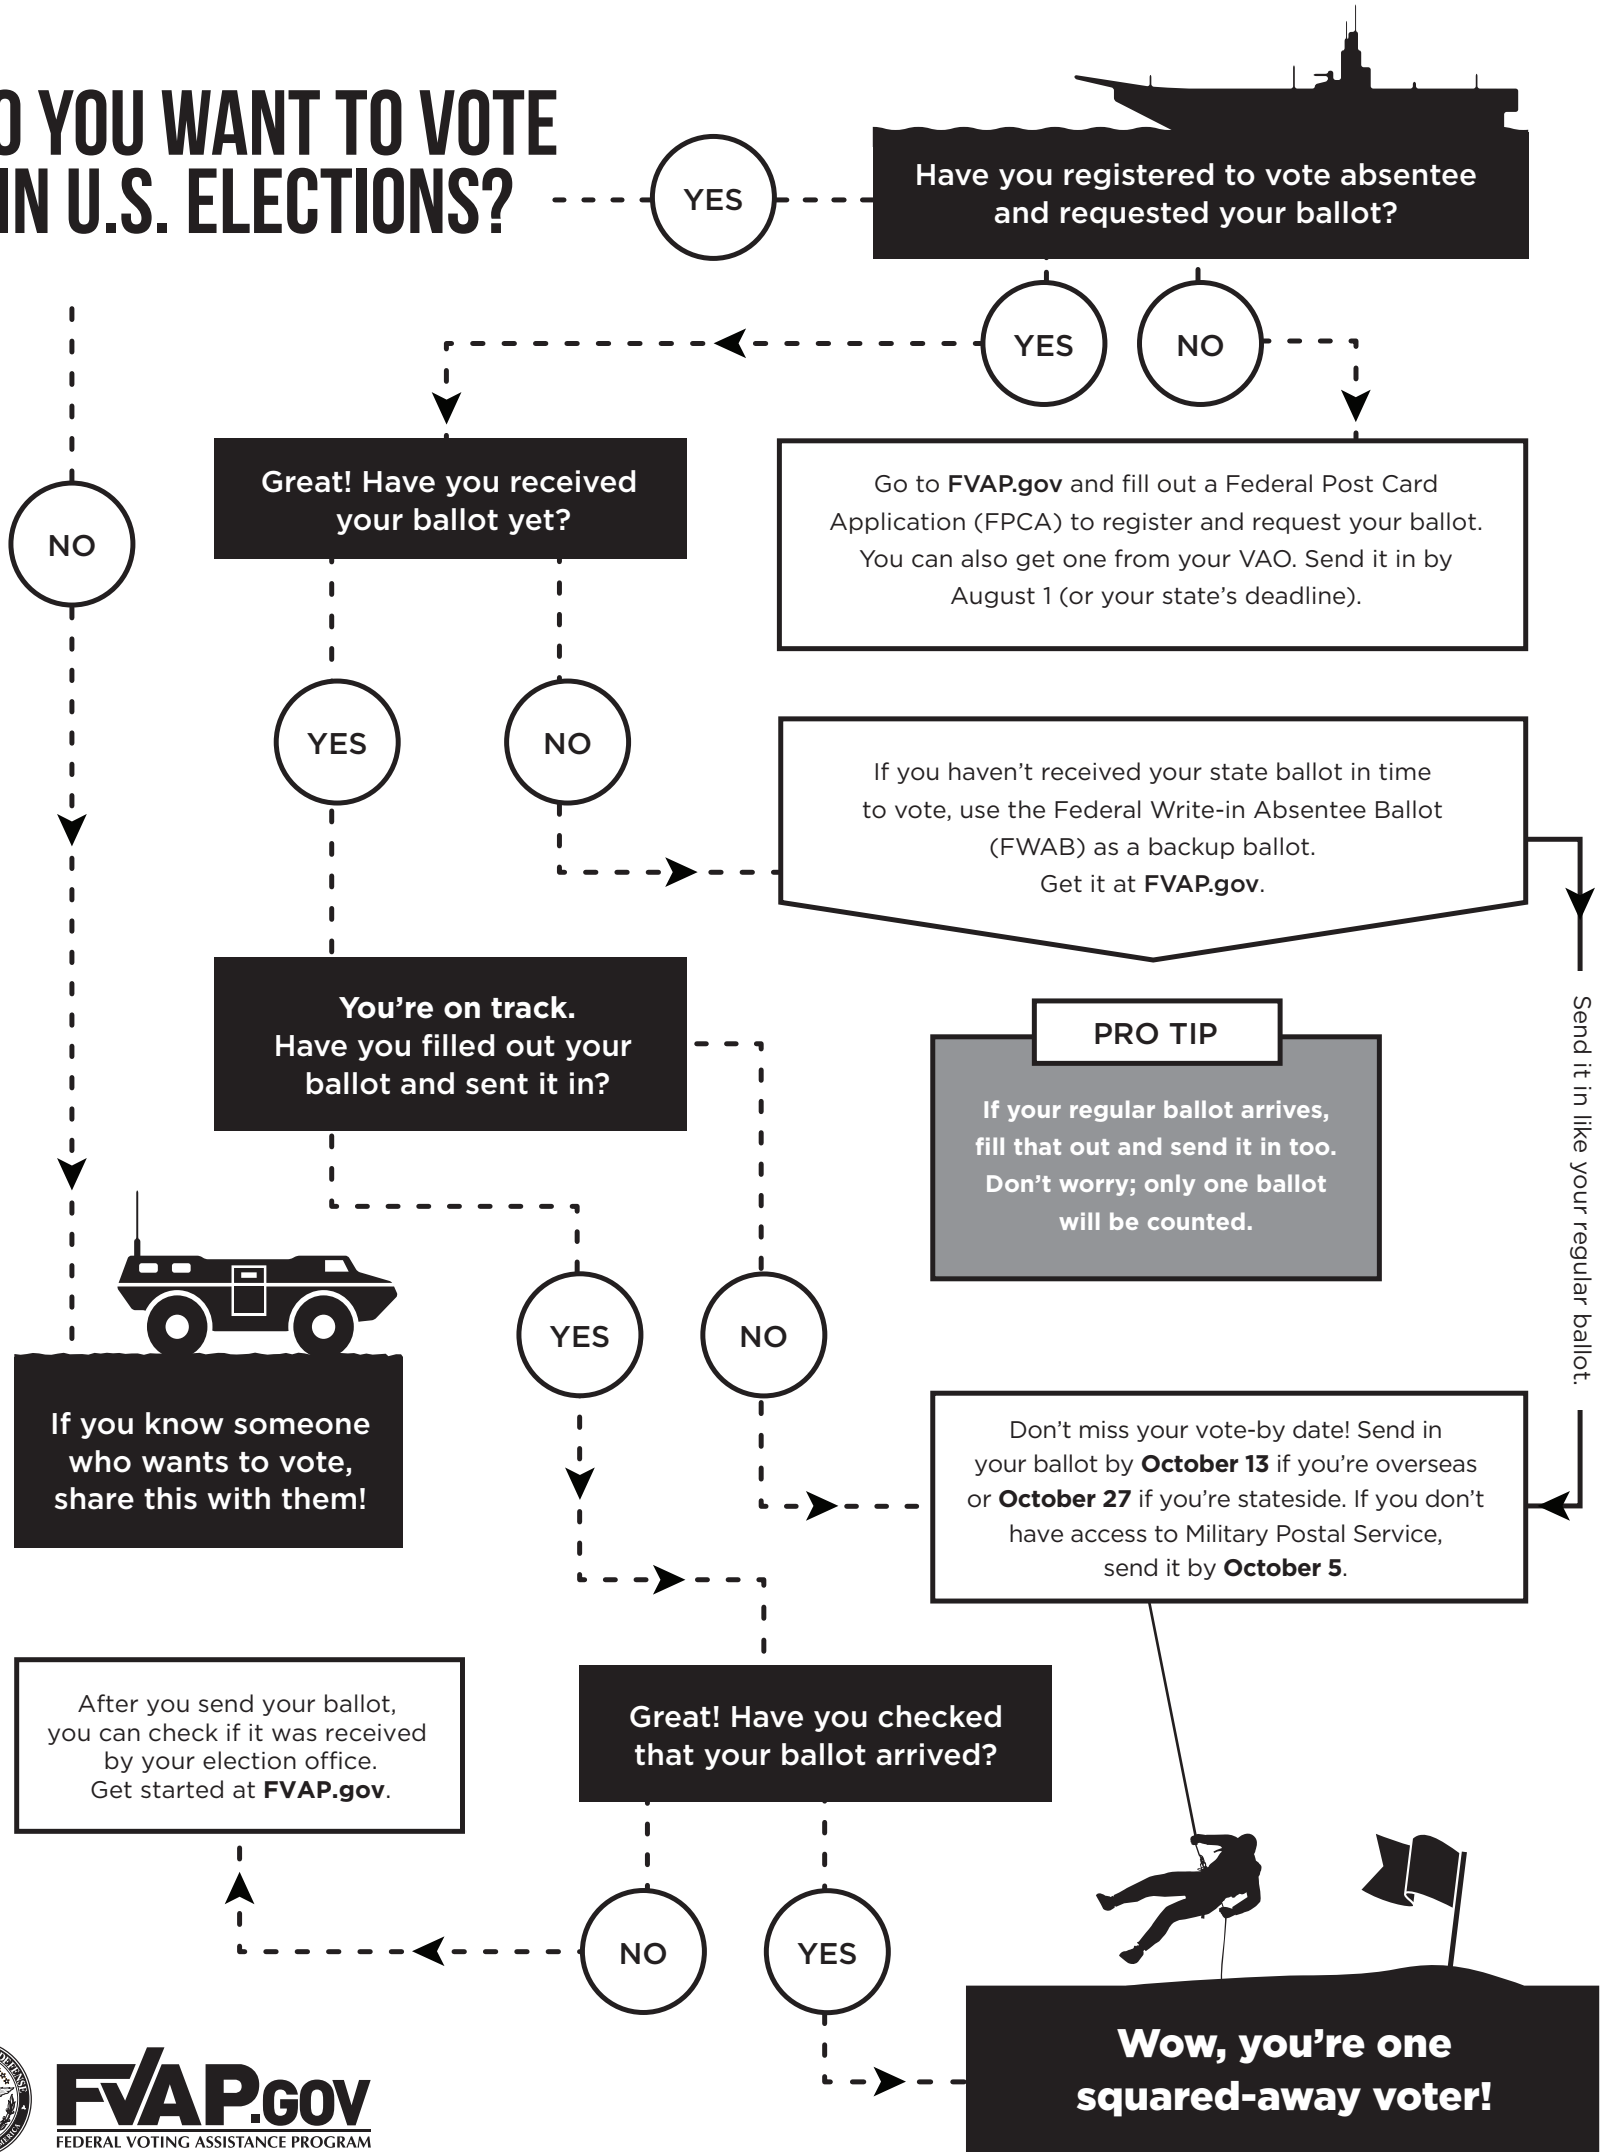 O YOU WANT TO VOTE
IN U.S. ELECTIONS?
YES
Have you registered to vote absentee
and requested your ballot?
YES
NO
NO
Great! Have you received
your ballot yet?
Go to FVAP.gov and fill out a Federal Post Card
Application (FPCA) to register and request your ballot.
You can also get one from your VAO. Send it in by
August 1 (or your state's deadline).
YES
NO
If you haven't received your state ballot in time
to vote, use the Federal Write-in Absentee Ballot
(FWAB) as a backup ballot.
Get it at FVAP.gov.
Send it in like your regular ballot.
You're on track.
Have you filled out your
ballot and sent it in?
PRO TIP
If your regular ballot arrives,
fill that out and send it in too.
Don't worry; only one ballot
will be counted.
YES
NO
If you know someone
who wants to vote,
share this with them!
Don't miss your vote-by date! Send in
your ballot by October 13 if you're overseas
or October 27 if you're stateside. If you don't
have access to Military Postal Service,
send it by October 5.
After you send your ballot,
you can check if it was received
by your election office.
Get started at FVAP.gov.
Great! Have you checked
that your ballot arrived?
NO
YES
Wow, you're one
squared-away voter!
FVAP.GOV
FEDERAL VOTING ASSISTANCE PROGRAM